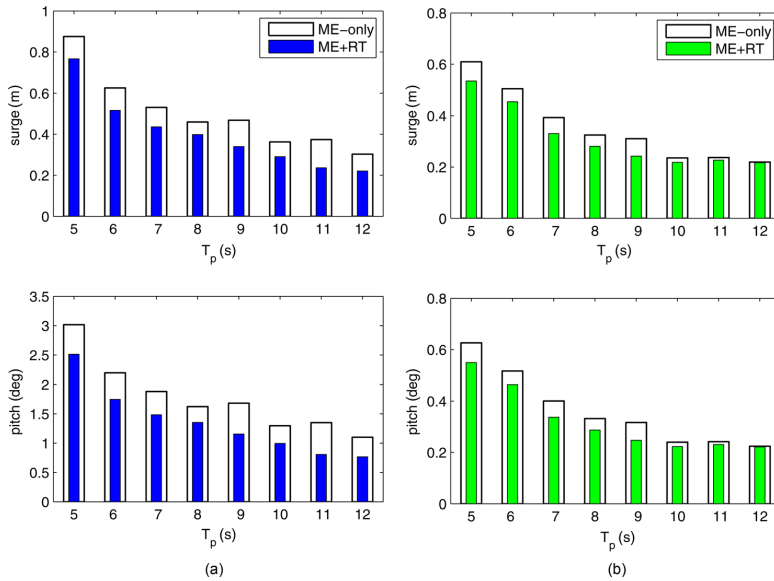 ME−only
ME+RT
surge (m)
1
0.8
0.6
0.4
0.2
0
5 6 7 8 9 10 11 12
T_p (s)
ME−only
ME+RT
surge (m)
0.8
0.6
0.4
0.2
0
5 6 7 8 9 10 11 12
T_p (s)
pitch (deg)
3.5
3
2.5
2
1.5
1
0.5
0
5 6 7 8 9 10 11 12
T_p (s)
(a)
pitch (deg)
0.8
0.6
0.4
0.2
0
5 6 7 8 9 10 11 12
T_p (s)
(b)